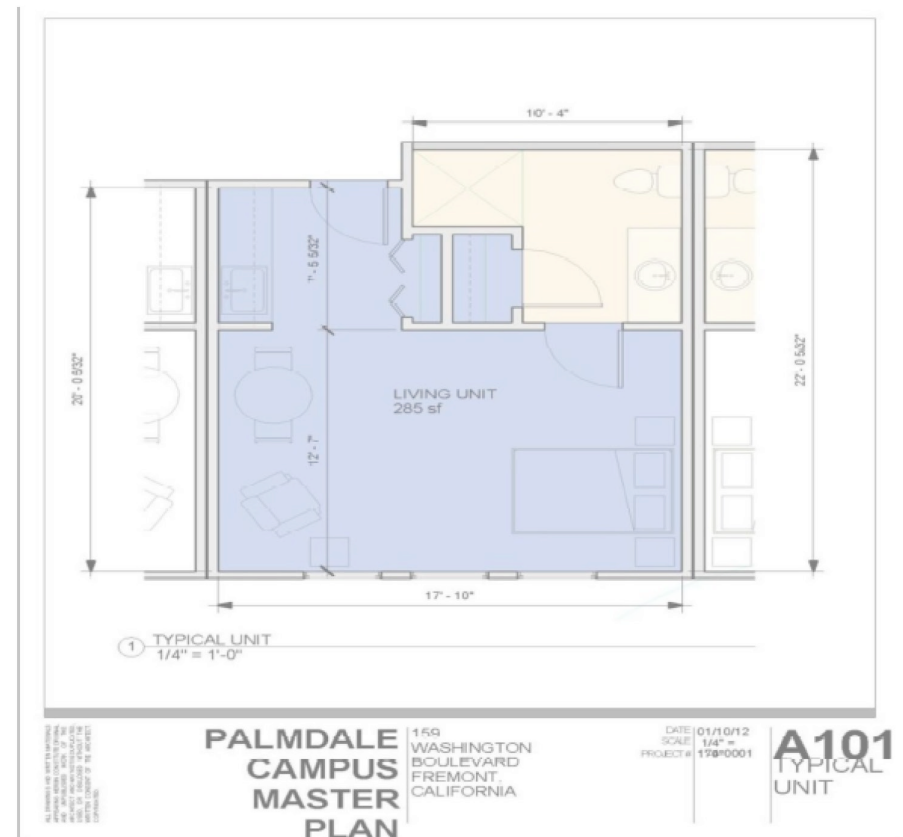 10' - 4"
7' - 5 5/32"
20' - 0 5/32"
22' - 0 5/32"
LIVING UNIT
285 sf
12' - 7"
17' - 10"
1 TYPICAL UNIT
1/4" = 1'-0"
PALMDALE
CAMPUS
MASTER
PLAN
159
WASHINGTON
BOULEVARD
FREMONT.
CALIFORNIA
DATE 01/10/12
SCALE 1/4" =
PROJECT #
A101
TYPICAL
UNIT